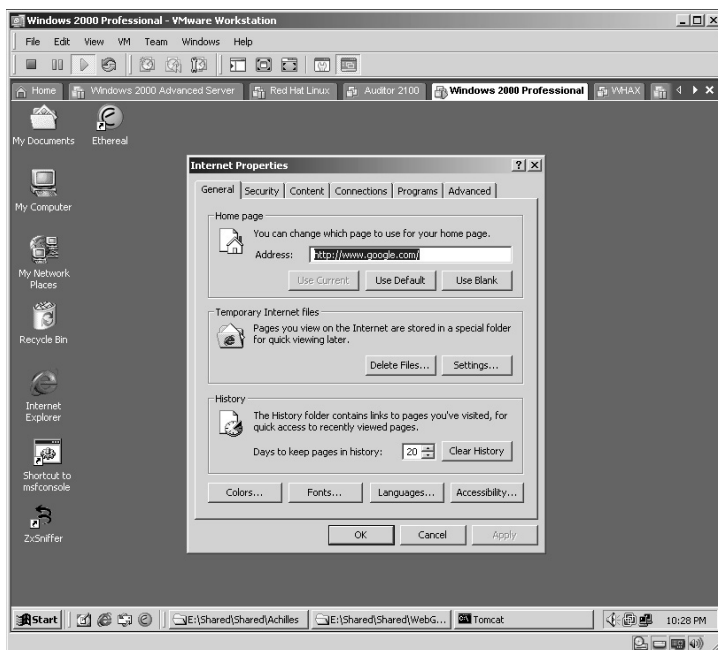 Windows 2000 Professional - VMware Workstation
File Edit View VM Team Windows Help
Home Windows 2000 Advanced Server Red Hat Linux Auditor 2100 Windows 2000 Professional WHAX
My Documents
Ethereal
My Computer
My Network
Places
Recycle Bin
Internet
Explorer
Shortcut to
msfconsole
ZxSniffer
Internet Properties
General Security Content Connections Programs Advanced
Home page
You can change which page to use for your home page.
Address: http://www.google.com/
Use Current Use Default Use Blank
Temporary Internet files
Pages you view on the Internet are stored in a special folder
for quick viewing later.
Delete Files... Settings...
History
The History folder contains links to pages you've visited, for
quick access to recently viewed pages.
Days to keep pages in history: 20 Clear History
Colors... Fonts... Languages... Accessibility...
OK Cancel Apply
Start E:\Shared\Shared\Achilles E:\Shared\Shared\WebG... Tomcat 10:28 PM